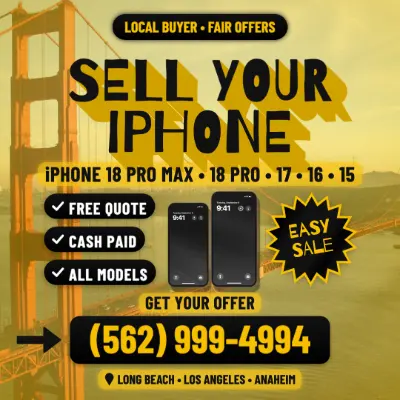 LOCAL BUYER • FAIR OFFERS
SELL YOUR
IPHONE
iPHONE 18 PRO MAX • 18 PRO • 17 • 16 • 15
FREE QUOTE
CASH PAID
ALL MODELS
9:41
9:41
EASY
SALE
GET YOUR OFFER
(562) 999-4994
LONG BEACH • LOS ANGELES • ANAHEIM